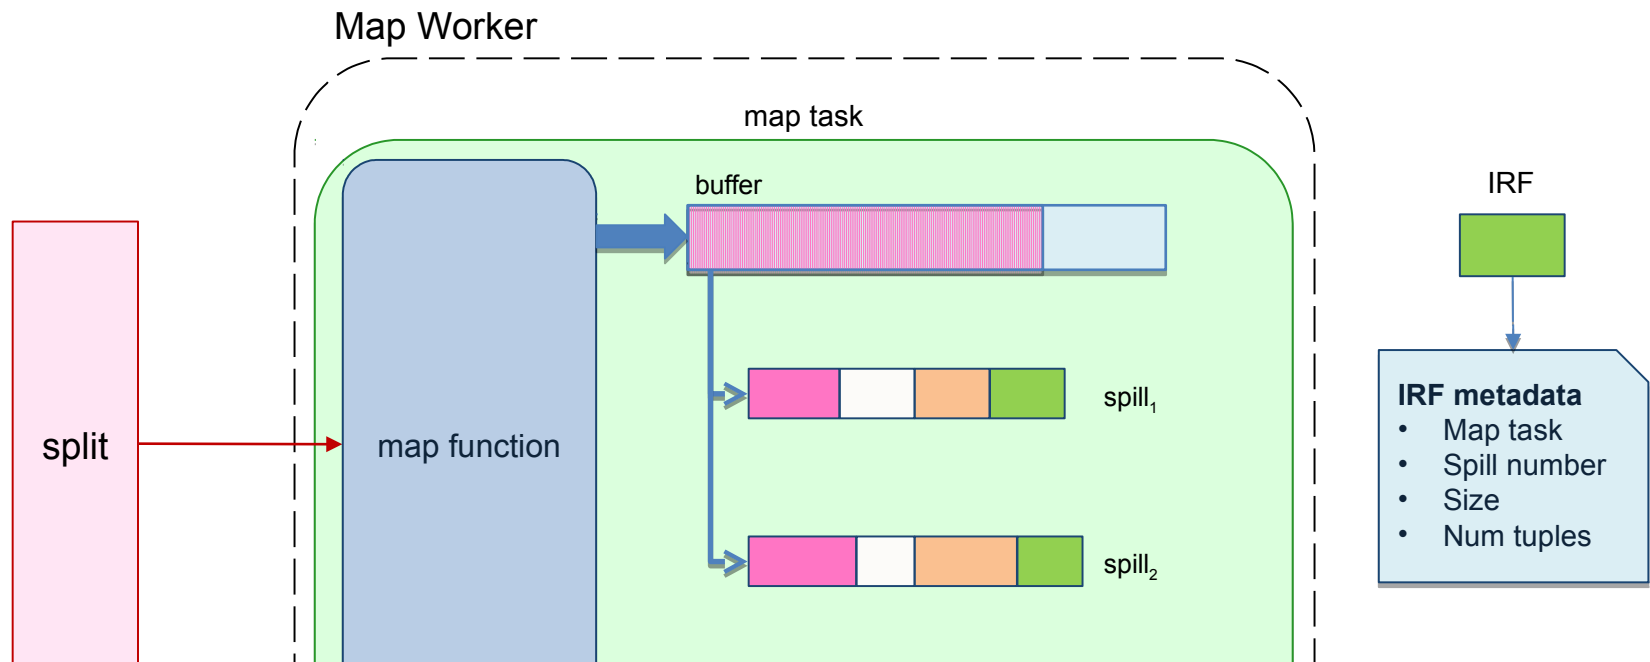 Map Worker
map task
buffer
IRF
spill₁
IRF metadata
• Map task
• Spill number
• Size
• Num tuples
split
map function
spill₂